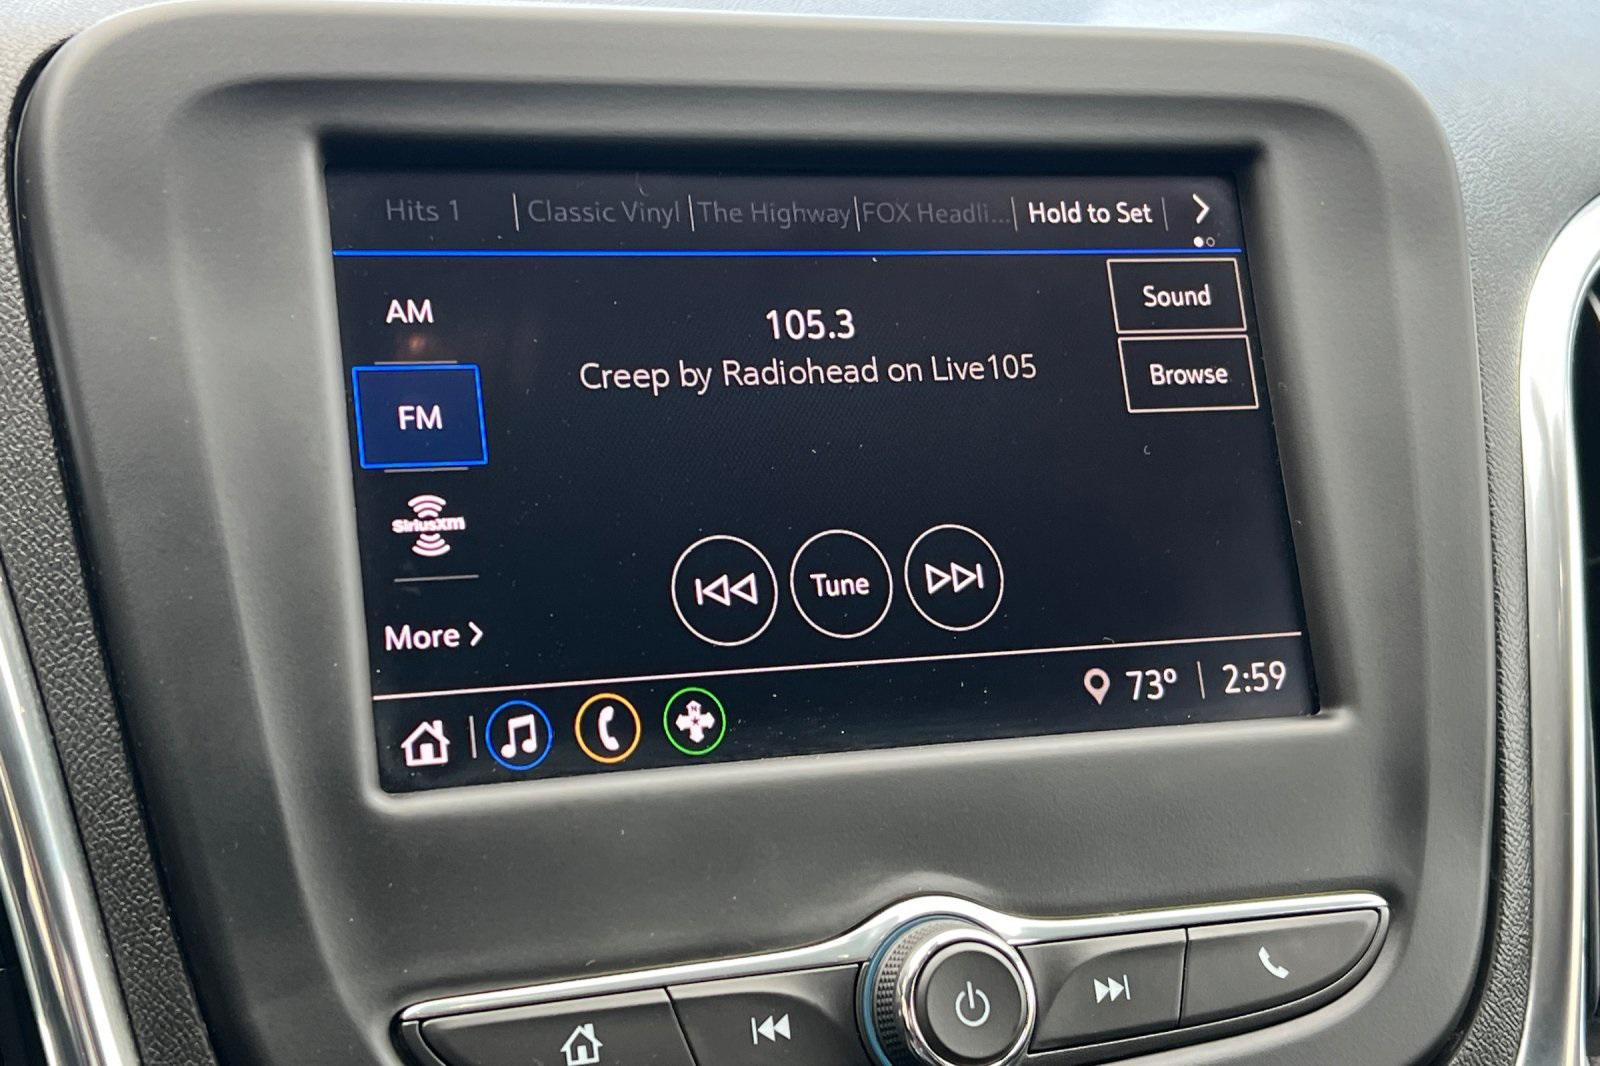 Hits 1 | Classic Vinyl | The Highway | FOX Headli... | Hold to Set |
AM
FM
SiriusXM
More
105.3
Creep by Radiohead on Live105
Sound
Browse
Tune
73° | 2:59